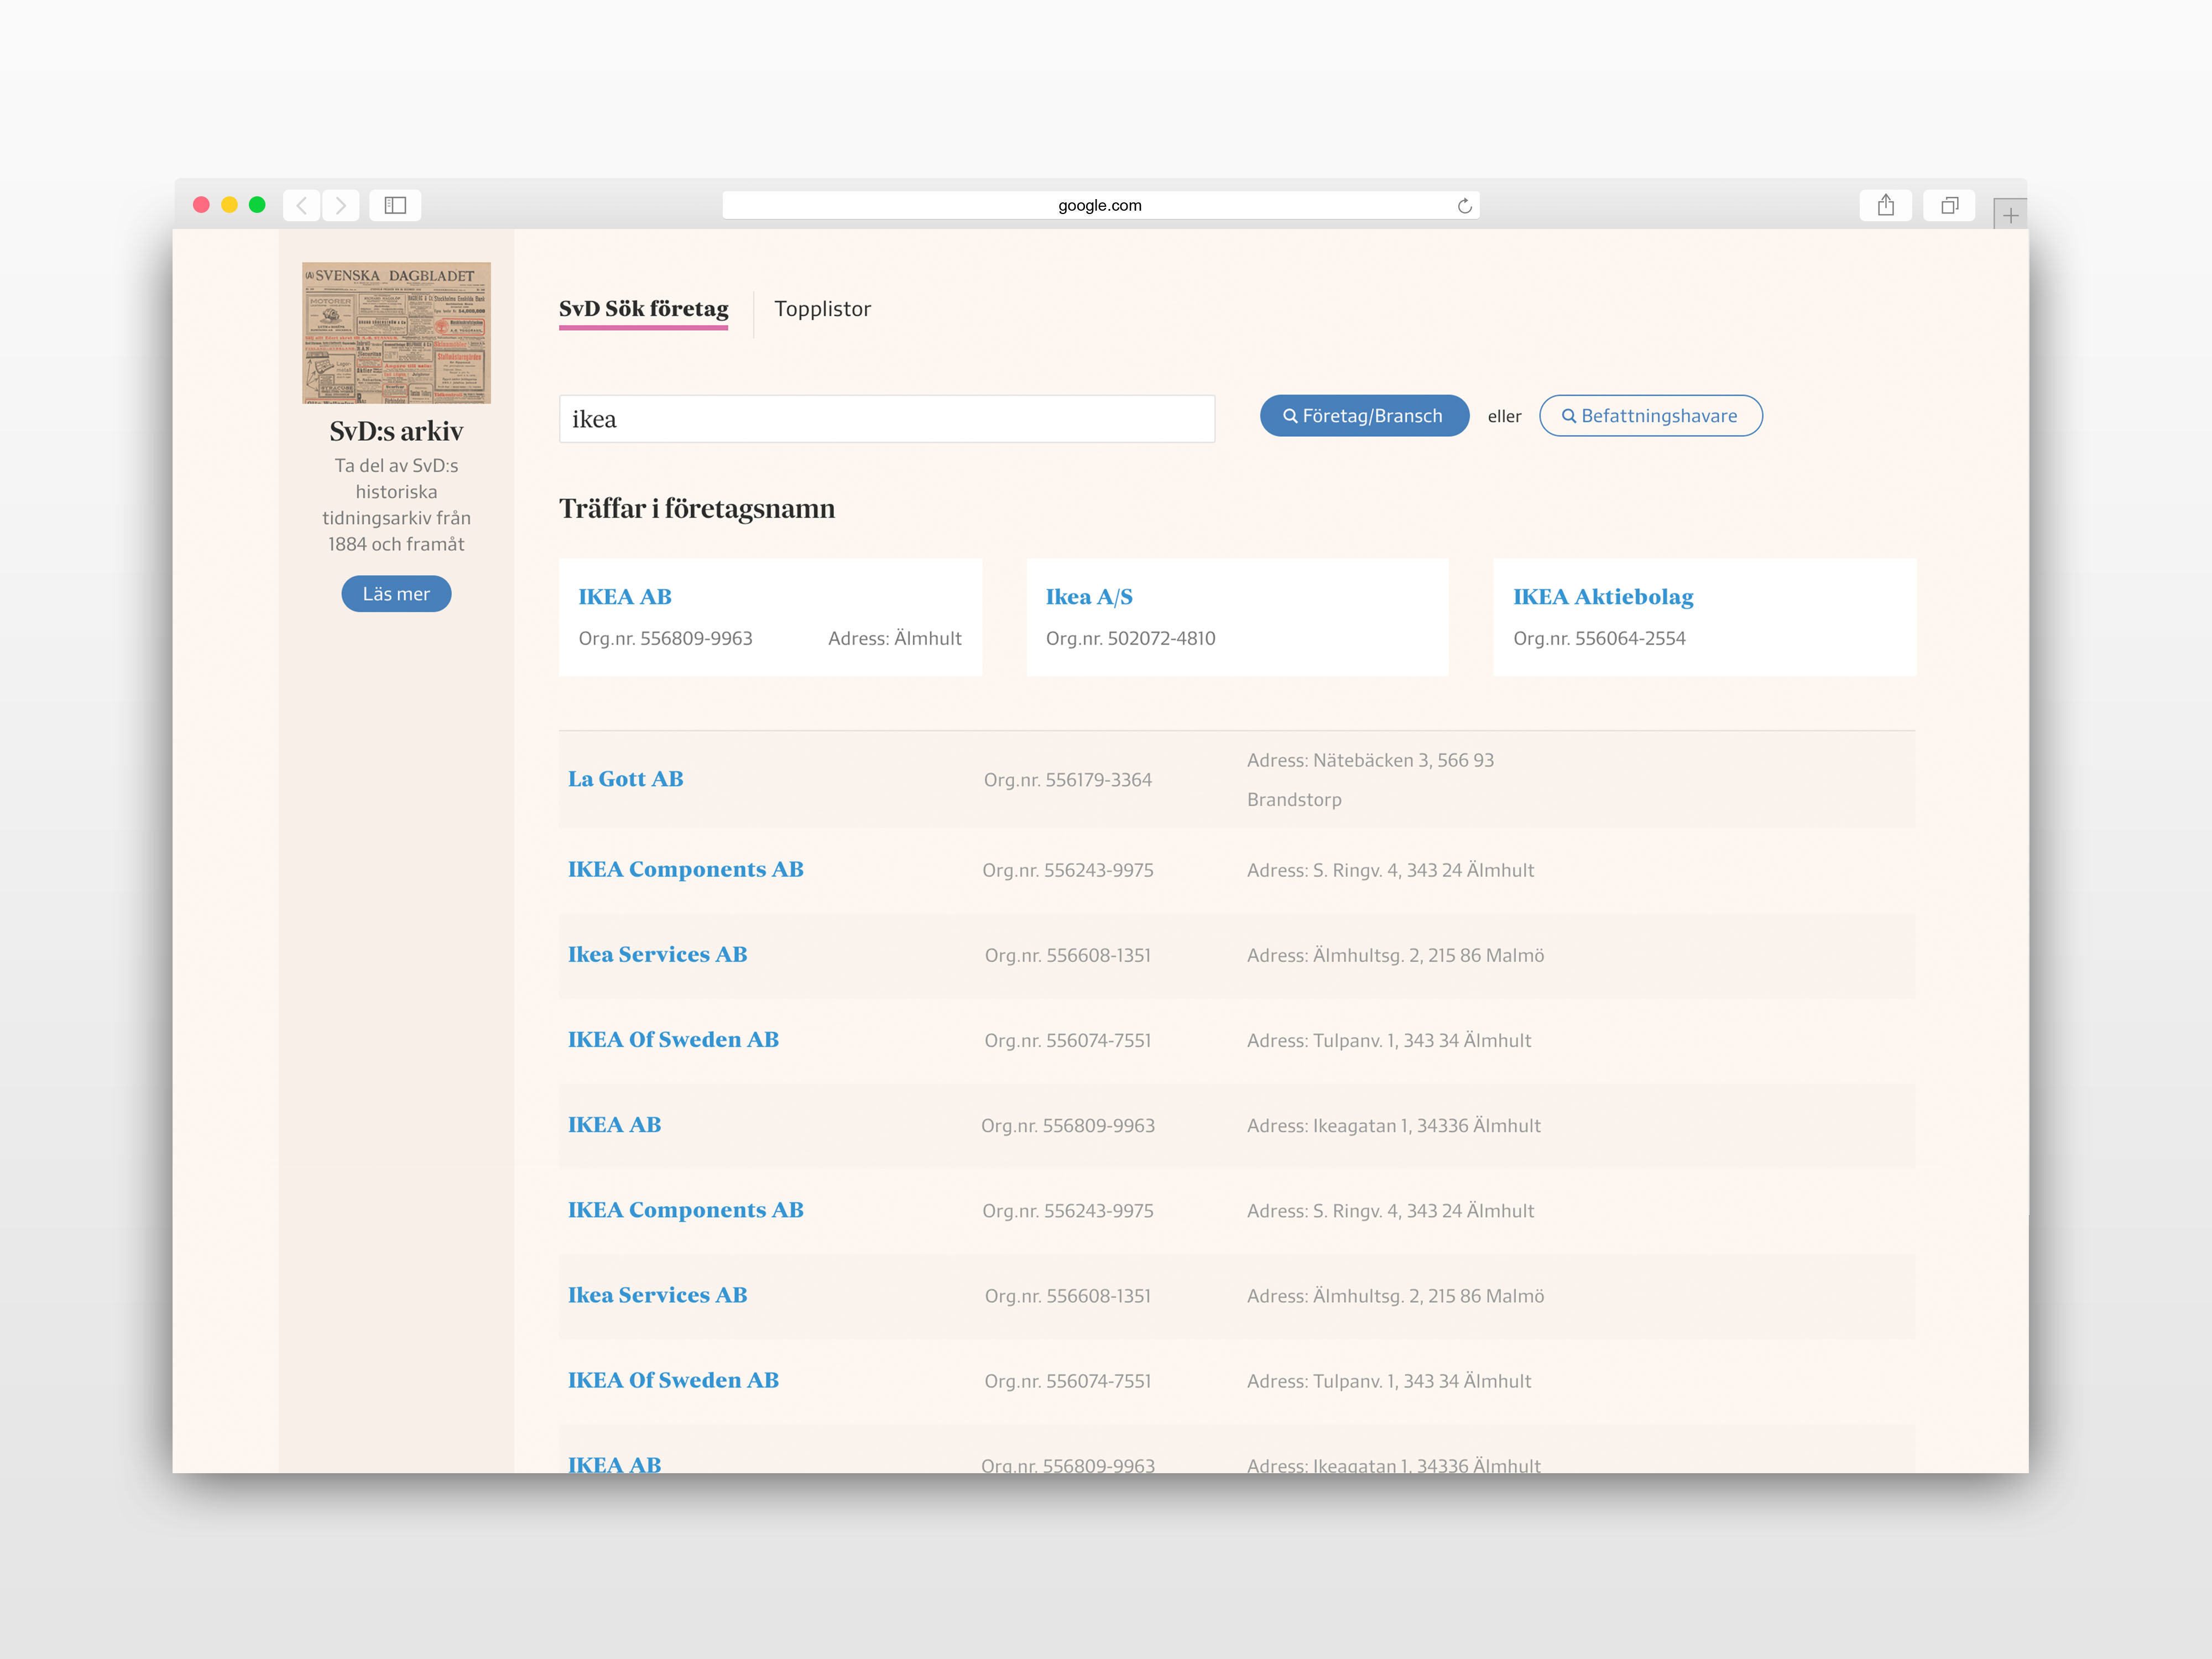 google.com
(A) SVENSKA DAGBLADET
MOTORER
SvD:s arkiv
Ta del av SvD:s
historiska
tidningsarkiv från
1884 och framåt
Läs mer
SvD Sök företag
Topplistor
ikea
Företag/Bransch eller Befattningshavare
Träffar i företagsnamn
IKEA AB
Org.nr. 556809-9963 Adress: Älmhult
Ikea A/S
Org.nr. 502072-4810
IKEA Aktiebolag
Org.nr. 556064-2554
La Gott AB Org.nr. 556179-3364 Adress: Nätebäcken 3, 566 93
Brandstorp
IKEA Components AB Org.nr. 556243-9975 Adress: S. Ringv. 4, 343 24 Älmhult
Ikea Services AB Org.nr. 556608-1351 Adress: Älmhultsg. 2, 215 86 Malmö
IKEA Of Sweden AB Org.nr. 556074-7551 Adress: Tulpanv. 1, 343 34 Älmhult
IKEA AB Org.nr. 556809-9963 Adress: Ikeagatan 1, 34336 Älmhult
IKEA Components AB Org.nr. 556243-9975 Adress: S. Ringv. 4, 343 24 Älmhult
Ikea Services AB Org.nr. 556608-1351 Adress: Älmhultsg. 2, 215 86 Malmö
IKEA Of Sweden AB Org.nr. 556074-7551 Adress: Tulpanv. 1, 343 34 Älmhult
IKEA AB Org.nr. 556809-9963 Adress: Ikeagatan 1, 34336 Älmhult